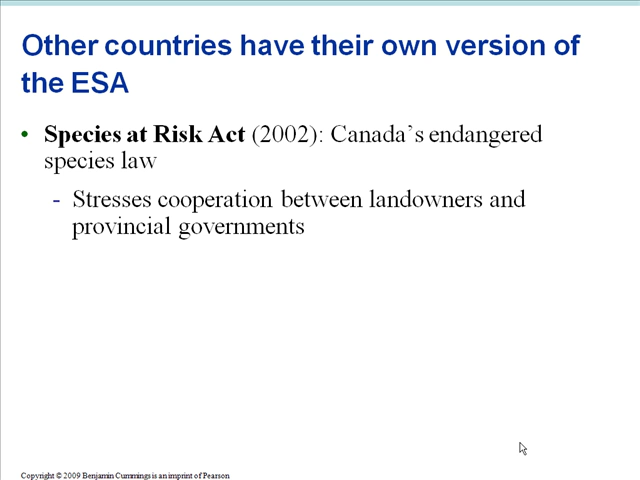 Other countries have their own version of
the ESA
• Species at Risk Act (2002): Canada's endangered
species law
- Stresses cooperation between landowners and
provincial governments
Copyright © 2009 Benjamin Cummings is an imprint of Pearson